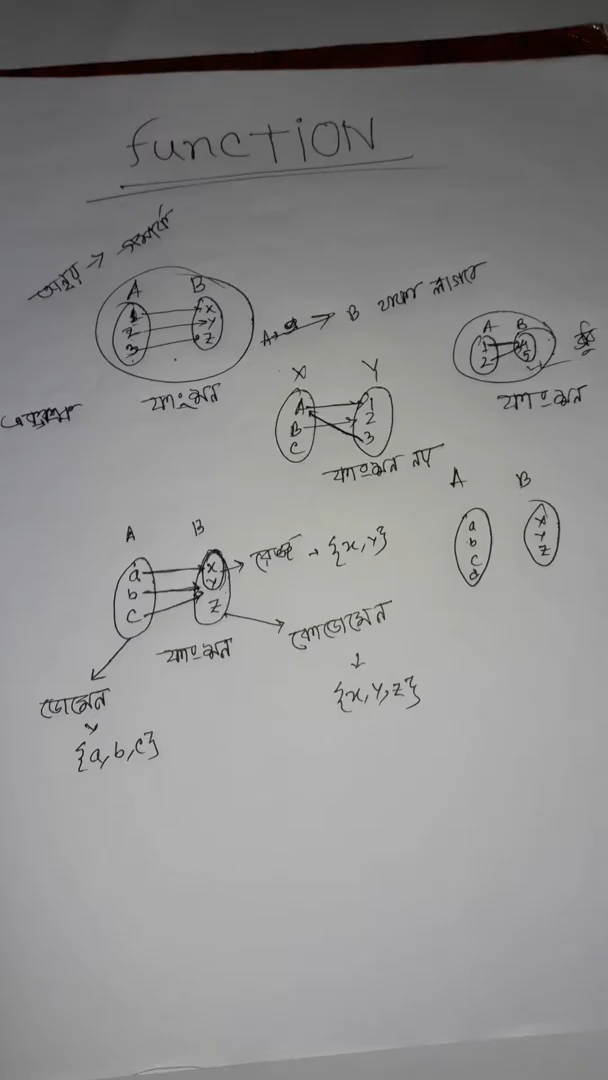 function
অন্বয় → সম্পর্ক
A B
1 x
2 y
3 z
ফাংশন
A → B
X Y
A 1
B 2
C 3
ফাংশন নয়
A B
1 4
2 5
ফাংশন
A B
a x
b y
c z
ফাংশন
রেঞ্জ → {x, y}
কোডোমেন
↓
{x, y, z}
ডোমেন
↓
{a, b, c}
A B
a x
b y
c z
d